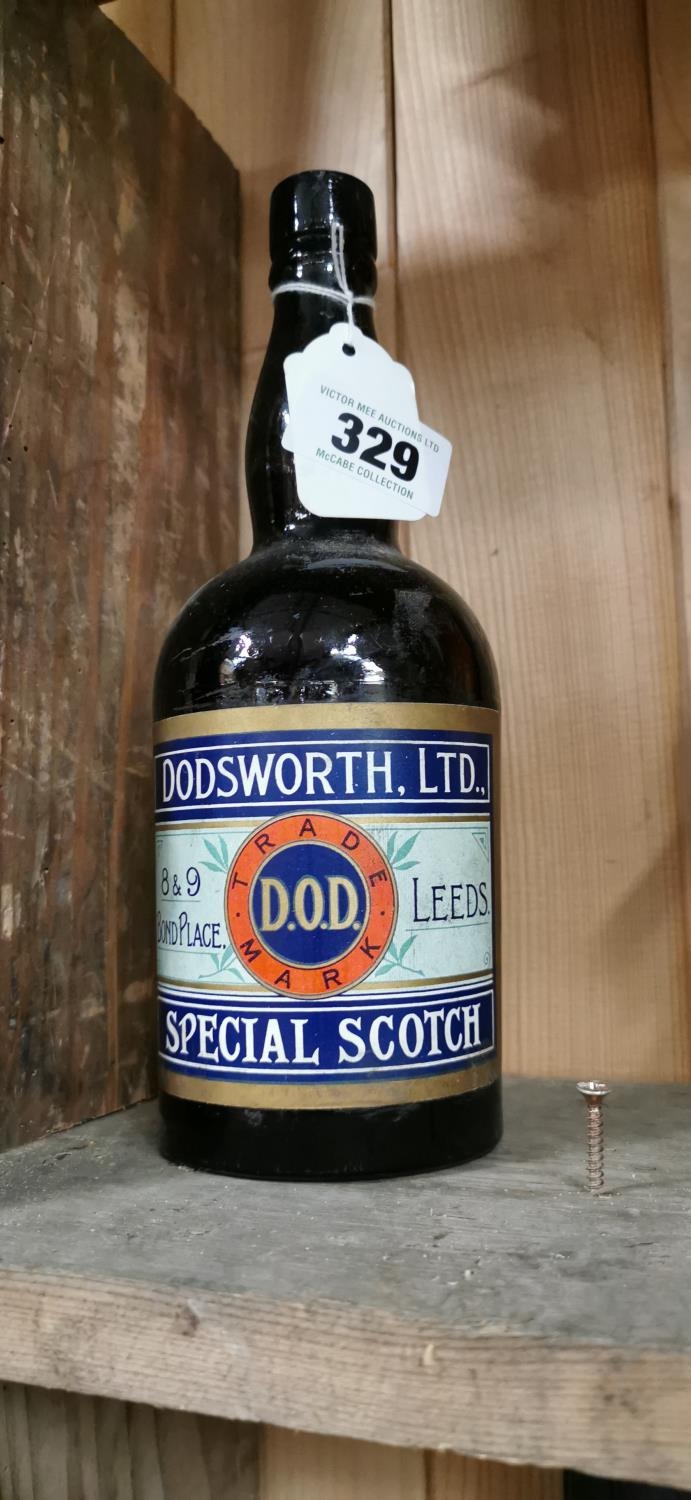 VICTOR MEE AUCTIONS LTD
329
McCABE COLLECTION
DODSWORTH, LTD.,
TRADE
8 & 9
D.O.D.
LEEDS.
BOND PLACE.
MARK
SPECIAL SCOTCH